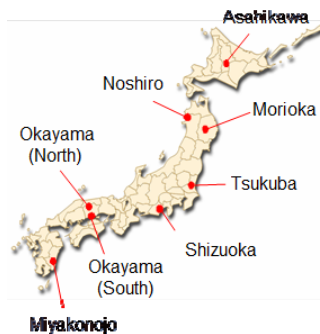 Asahikawa
Noshiro
Morioka
Okayama
(North)
Tsukuba
Okayama
(South)
Shizuoka
Miyakonojo